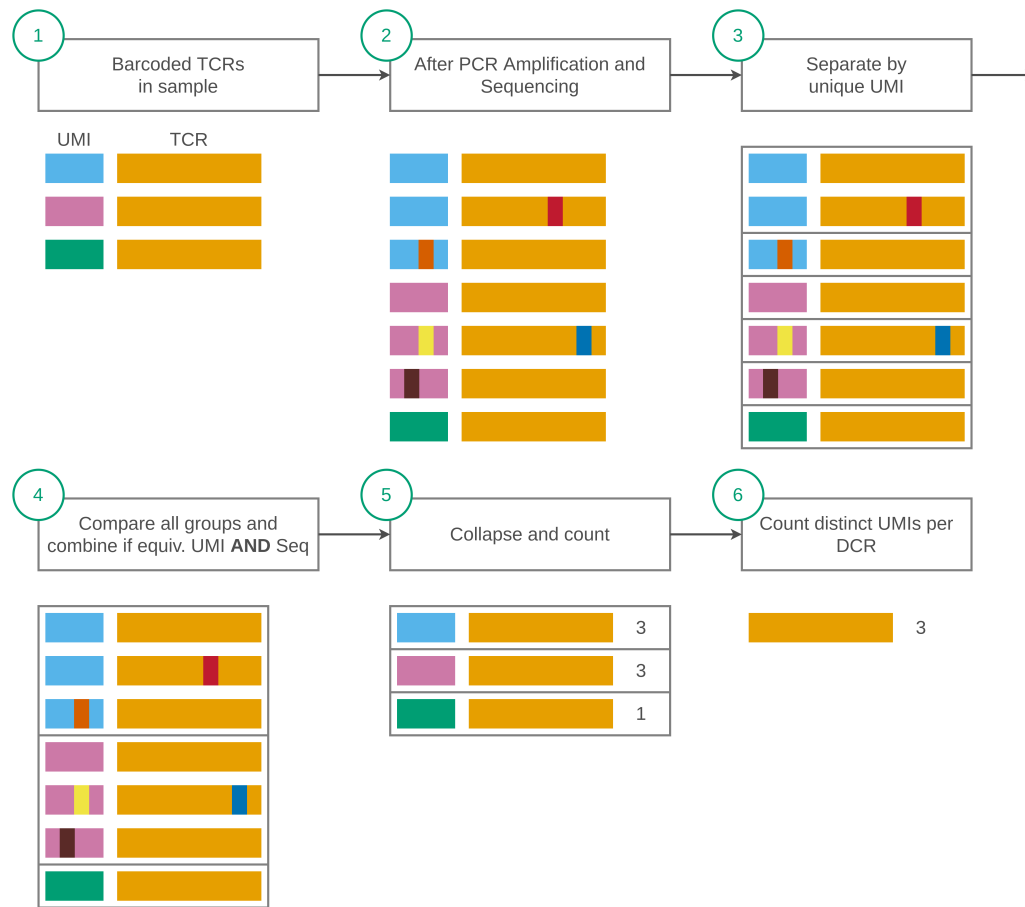 1
Barcoded TCRs
in sample
2
After PCR Amplification and
Sequencing
3
Separate by
unique UMI
UMI TCR
4
Compare all groups and
combine if equiv. UMI AND Seq
5
Collapse and count
6
Count distinct UMIs per
DCR
3
3
1
3